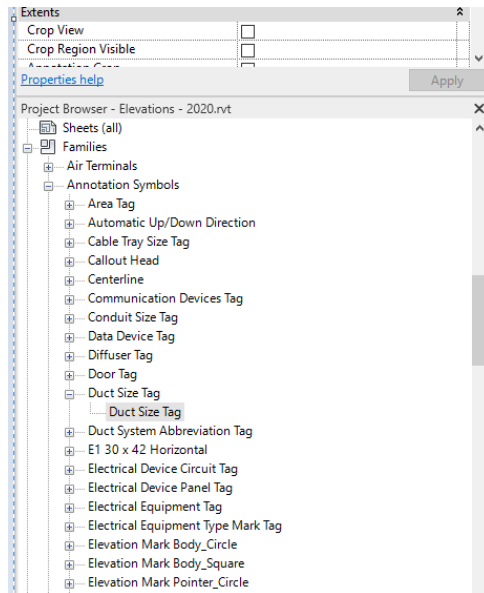 Extents
Crop View
Crop Region Visible
Annotation Crop
Properties help
Apply
Project Browser - Elevations - 2020.rvt
Sheets (all)
Families
Air Terminals
Annotation Symbols
Area Tag
Automatic Up/Down Direction
Cable Tray Size Tag
Callout Head
Centerline
Communication Devices Tag
Conduit Size Tag
Data Device Tag
Diffuser Tag
Door Tag
Duct Size Tag
Duct Size Tag
Duct System Abbreviation Tag
E1 30 x 42 Horizontal
Electrical Device Circuit Tag
Electrical Device Panel Tag
Electrical Equipment Tag
Electrical Equipment Type Mark Tag
Elevation Mark Body_Circle
Elevation Mark Body_Square
Elevation Mark Pointer_Circle